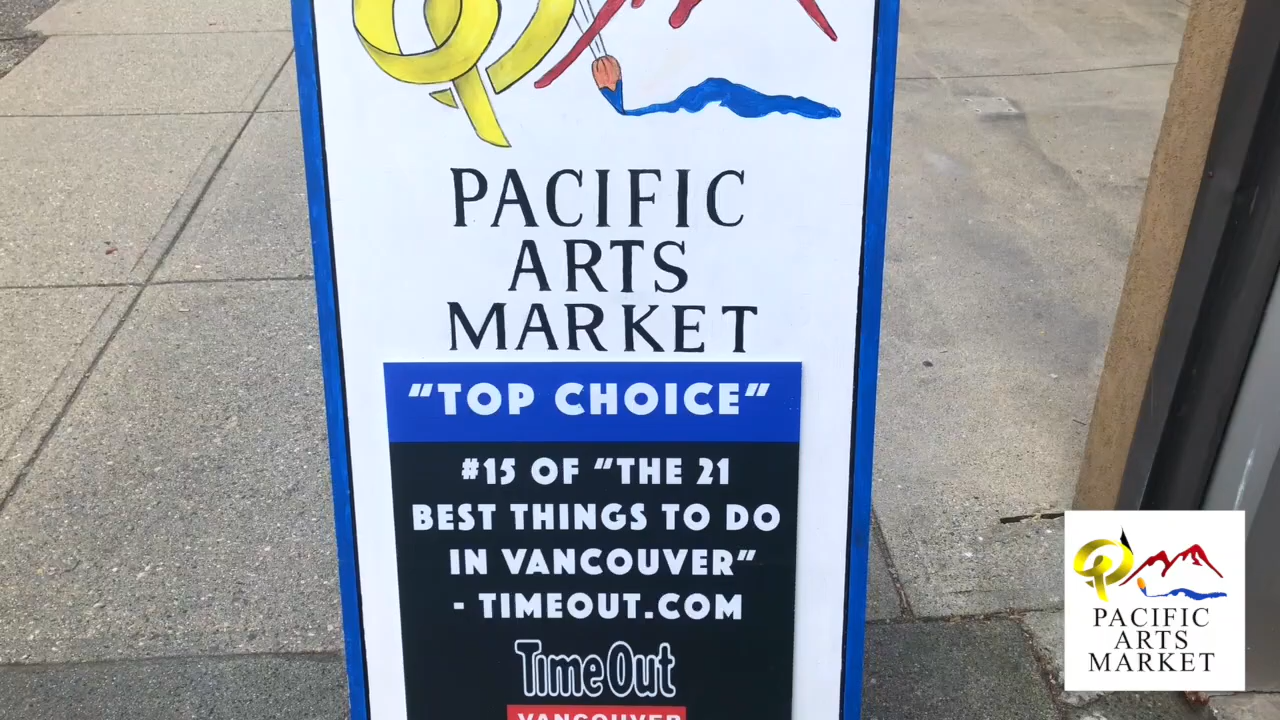 PACIFIC
ARTS
MARKET
“TOP CHOICE”
#15 OF “THE 21
BEST THINGS TO DO
IN VANCOUVER”
- TIMEOUT.COM
TimeOut
VANCOUVER
PACIFIC
ARTS
MARKET